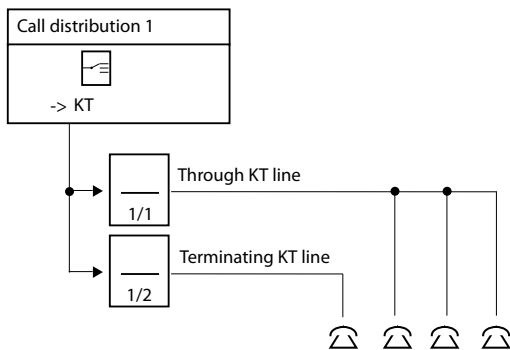 Call distribution 1
-> KT
Through KT line
1/1
Terminating KT line
1/2